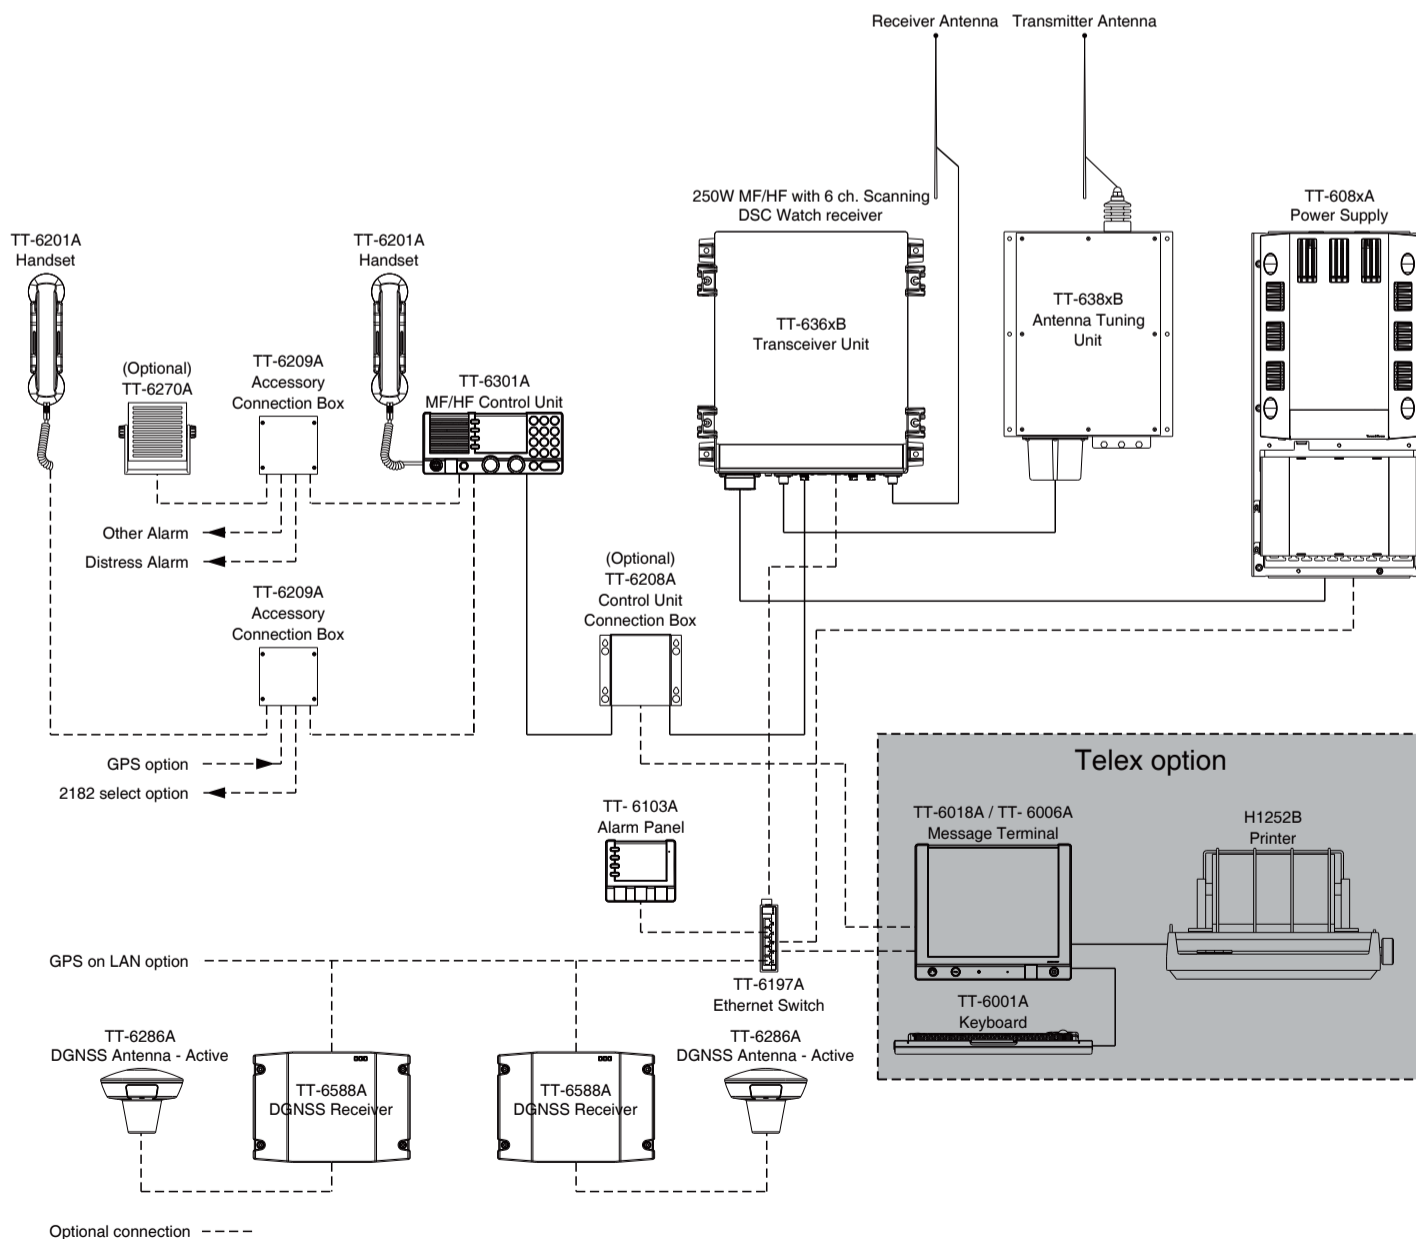 Receiver Antenna
Transmitter Antenna
250W MF/HF with 6 ch. Scanning
DSC Watch receiver
TT-608xA
Power Supply
TT-6201A
Handset
TT-6201A
Handset
TT-636xB
Transceiver Unit
TT-638xB
Antenna Tuning
Unit
(Optional)
TT-6270A
TT-6209A
Accessory
Connection Box
TT-6301A
MF/HF Control Unit
Other Alarm
Distress Alarm
(Optional)
TT-6208A
Control Unit
Connection Box
TT-6209A
Accessory
Connection Box
GPS option
2182 select option
Telex option
TT- 6103A
Alarm Panel
TT-6018A / TT- 6006A
Message Terminal
H1252B
Printer
GPS on LAN option
TT-6197A
Ethernet Switch
TT-6001A
Keyboard
TT-6286A
DGNSS Antenna - Active
TT-6588A
DGNSS Receiver
TT-6588A
DGNSS Receiver
TT-6286A
DGNSS Antenna - Active
Optional connection